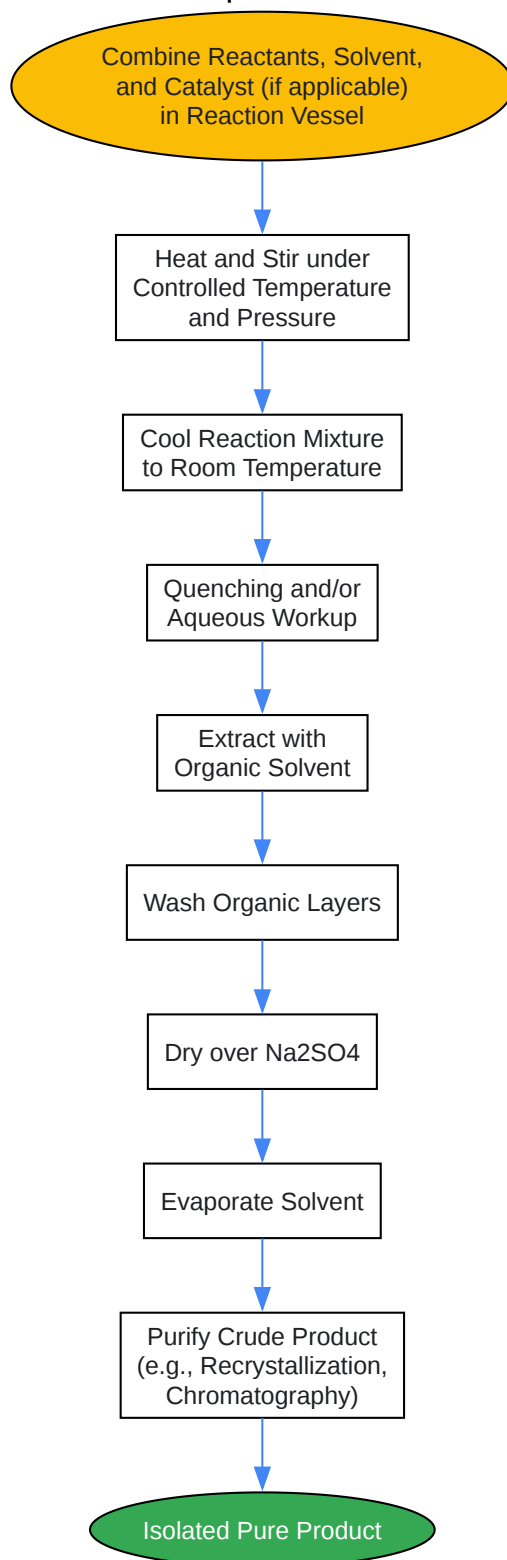 Combine Reactants, Solvent,
and Catalyst (if applicable)
in Reaction Vessel
Heat and Stir under
Controlled Temperature
and Pressure
Cool Reaction Mixture
to Room Temperature
Quenching and/or
Aqueous Workup
Extract with
Organic Solvent
Wash Organic Layers
Dry over Na2SO4
Evaporate Solvent
Purify Crude Product
(e.g., Recrystallization,
Chromatography)
Isolated Pure Product